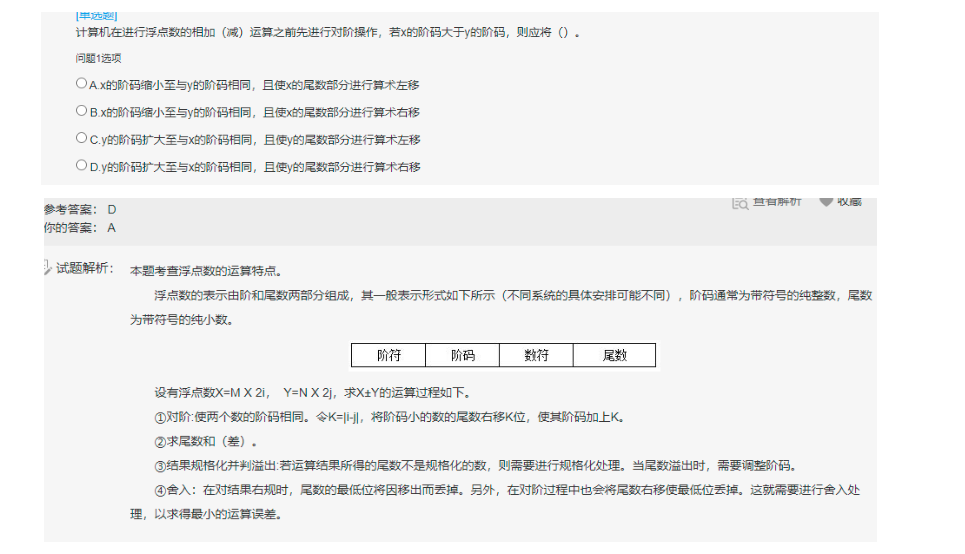 [单选题]
计算机在进行浮点数的相加（减）运算之前先进行对阶操作，若x的阶码大于y的阶码，则应将（）。
问题1选项
A.x的阶码缩小至与y的阶码相同，且使x的尾数部分进行算术左移
B.x的阶码缩小至与y的阶码相同，且使x的尾数部分进行算术右移
C.y的阶码扩大至与x的阶码相同，且使y的尾数部分进行算术左移
D.y的阶码扩大至与x的阶码相同，且使y的尾数部分进行算术右移
查看解析 收藏
参考答案： D
你的答案： A
试题解析： 本题考查浮点数的运算特点。
浮点数的表示由阶和尾数两部分组成，其一般表示形式如下所示（不同系统的具体安排可能不同），阶码通常为带符号的纯整数，尾数
为带符号的纯小数。
阶符 阶码 数符 尾数
设有浮点数X=M X 2i， Y=N X 2j，求X±Y的运算过程如下。
①对阶:使两个数的阶码相同。令K=|i-j|，将阶码小的数的尾数右移K位，使其阶码加上K。
②求尾数和（差）。
③结果规格化并判溢出:若运算结果所得的尾数不是规格化的数，则需要进行规格化处理。当尾数溢出时，需要调整阶码。
④舍入：在对结果右规时，尾数的最低位将因移出而丢掉。另外，在对阶过程中也会将尾数右移使最低位丢掉。这就需要进行舍入处
理，以求得最小的运算误差。